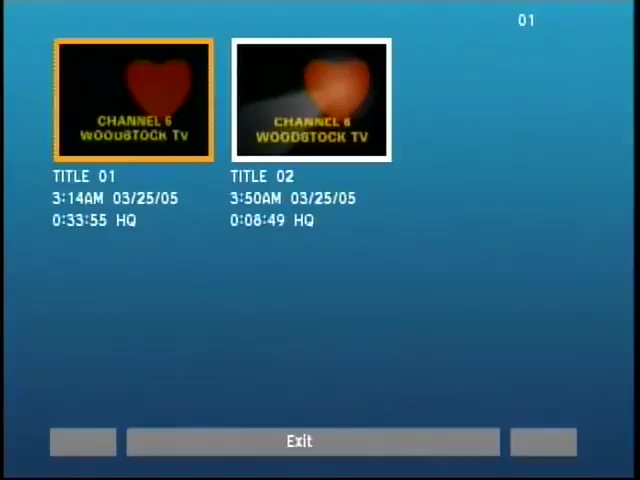 01
CHANNEL 6
WOODSTOCK TV
CHANNEL 6
WOODSTOCK TV
TITLE 01
3:14AM 03/25/05
0:33:55 HQ
TITLE 02
3:50AM 03/25/05
0:08:49 HQ
Exit